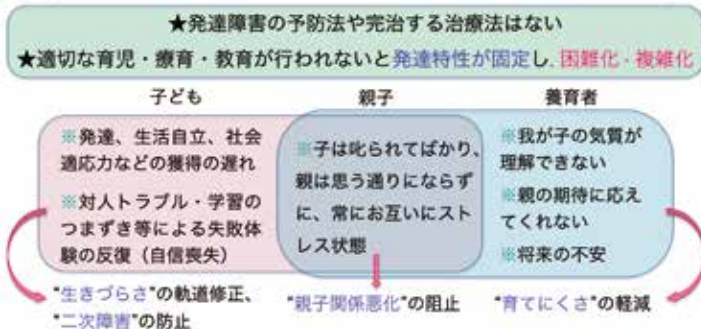 ★発達障害の予防法や完治する治療法はない
★適切な育児・療育・教育が行われないと発達特性が固定し、困難化・複雑化
子ども
親子
養育者
※発達、生活自立、社会
適応力などの獲得の遅れ
※対人トラブル・学習の
つまずき等による失敗体
験の反復（自信喪失）
※子は叱られてばかり、
親は思う通りにならず
に、常にお互いにスト
レス状態
※我が子の気質が
理解できない
※親の期待に応え
てくれない
※将来の不安
“生きづらさ”の軌道修正、
“二次障害”の防止
“親子関係悪化”の阻止
“育てにくさ”の軽減